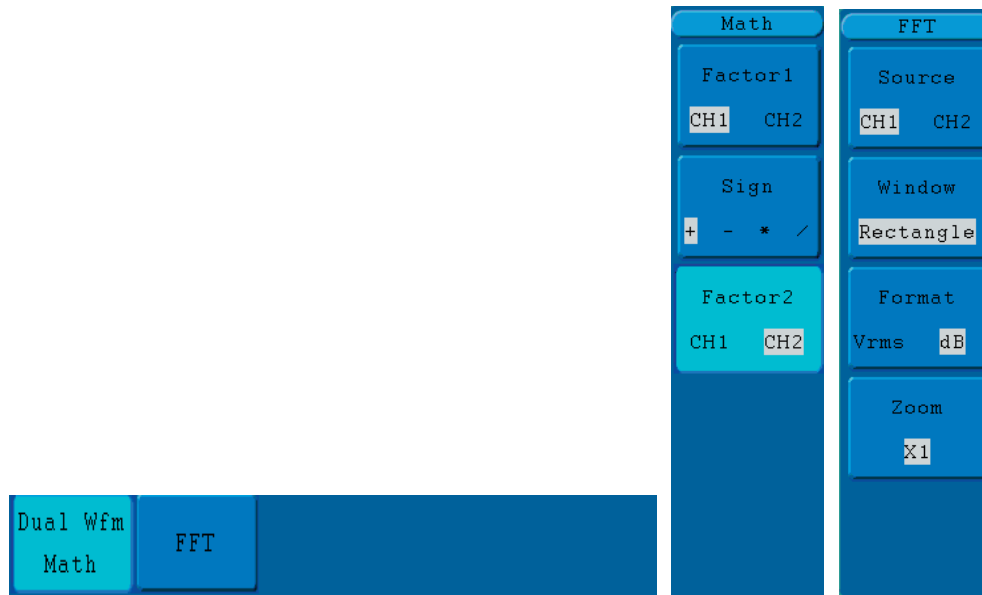 Math
Factor1
CH1 CH2
Sign
+ - * /
Factor2
CH1 CH2
FFT
Source
CH1 CH2
Window
Rectangle
Format
Vrms dB
Zoom
X1
Dual Wfm
Math
FFT